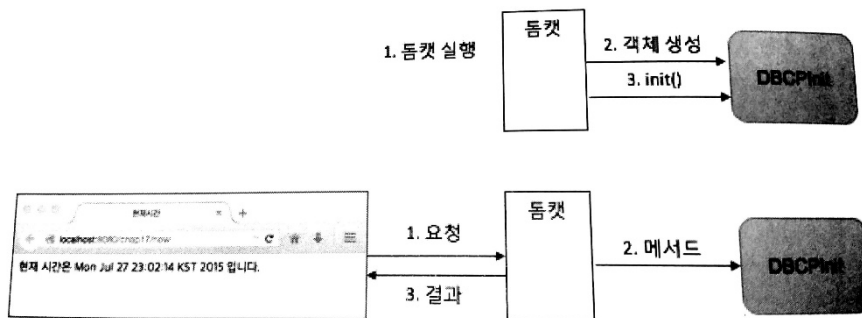 돔캣
1. 톰캣 실행
2. 객체 생성
3. init()
DBCPInit
현재시간
localhost:8080/chap17/now
현재 시간은 Mon Jul 27 23:02:14 KST 2015 입니다.
1. 요청
3. 결과
톰캣
2. 메서드
DBCPInit